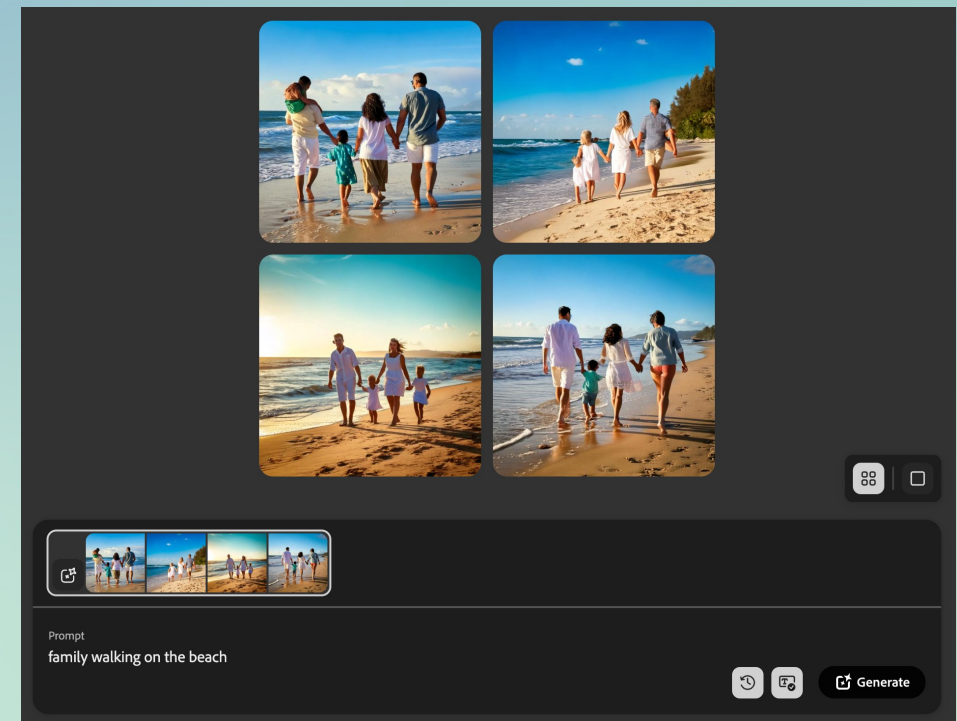 Prompt
family walking on the beach
Generate